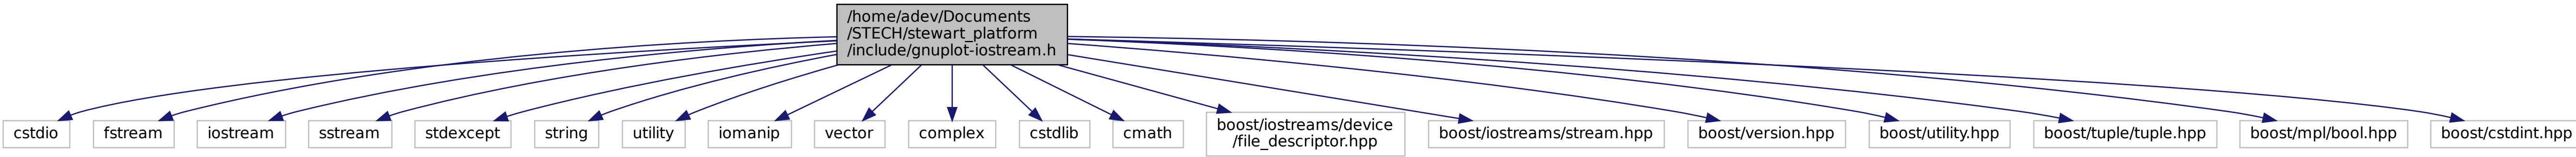 /home/adev/Documents
/STECH/stewart_platform
/include/gnuplot-iostream.h
cstdio
fstream
iostream
sstream
stdexcept
string
utility
iomanip
vector
complex
cstdlib
cmath
boost/iostreams/device
/file_descriptor.hpp
boost/iostreams/stream.hpp
boost/version.hpp
boost/utility.hpp
boost/tuple/tuple.hpp
boost/mpl/bool.hpp
boost/cstdint.hpp